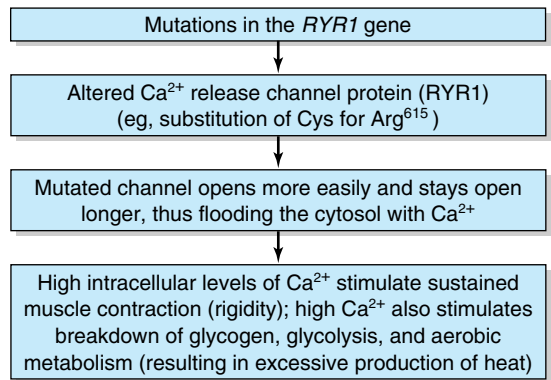 Mutations in the RYR1 gene
Altered Ca²⁺ release channel protein (RYR1)
(eg, substitution of Cys for Arg⁶¹⁵)
Mutated channel opens more easily and stays open
longer, thus flooding the cytosol with Ca²⁺
High intracellular levels of Ca²⁺ stimulate sustained
muscle contraction (rigidity); high Ca²⁺ also stimulates
breakdown of glycogen, glycolysis, and aerobic
metabolism (resulting in excessive production of heat)